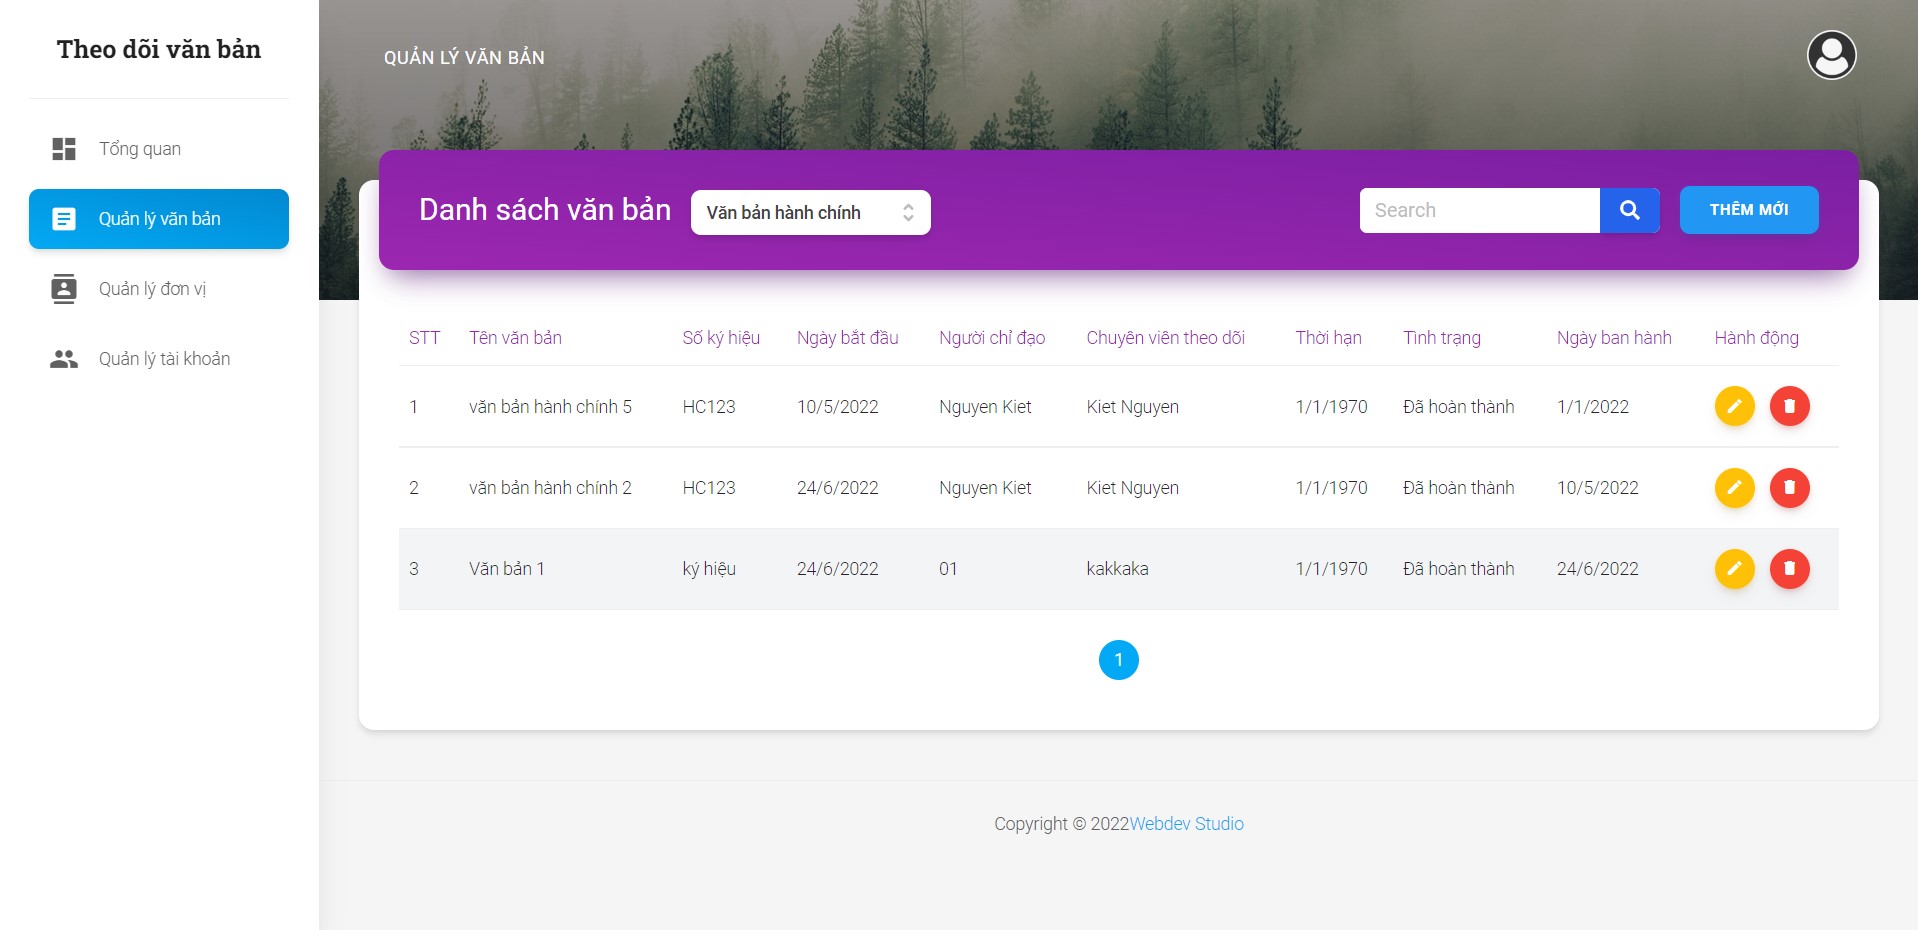 Theo dõi văn bản
Tổng quan
Quản lý văn bản
Quản lý đơn vị
Quản lý tài khoản
QUẢN LÝ VĂN BẢN
Danh sách văn bản Văn bản hành chính Search THÊM MỚI
STT Tên văn bản Số ký hiệu Ngày bắt đầu Người chỉ đạo Chuyên viên theo dõi Thời hạn Tình trạng Ngày ban hành Hành động
1 văn bản hành chính 5 HC123 10/5/2022 Nguyen Kiet Kiet Nguyen 1/1/1970 Đã hoàn thành 1/1/2022
2 văn bản hành chính 2 HC123 24/6/2022 Nguyen Kiet Kiet Nguyen 1/1/1970 Đã hoàn thành 10/5/2022
3 Văn bản 1 ký hiệu 24/6/2022 01 kakkaka 1/1/1970 Đã hoàn thành 24/6/2022
1
Copyright © 2022Webdev Studio